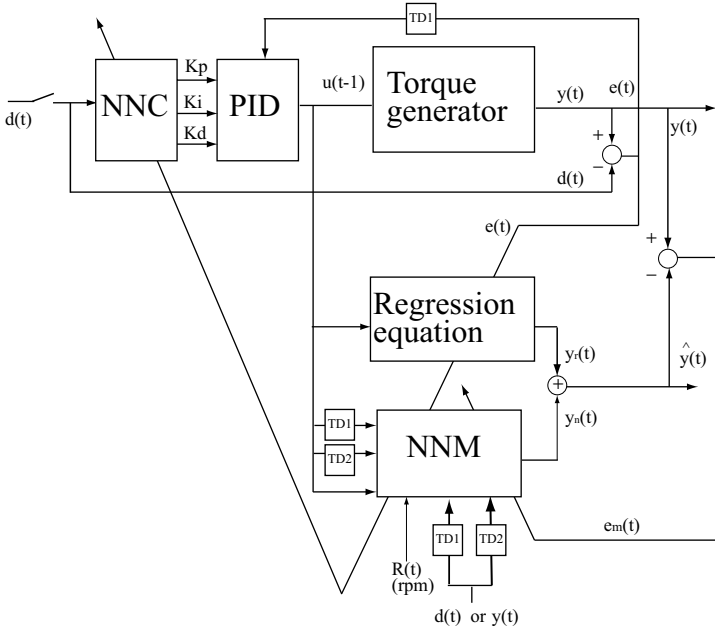 TD1
Kp
u(t-1)
Torque
generator
y(t)
e(t)
NNC
Ki
PID
Kd
d(t)
y(t)
+
−
d(t)
e(t)
+
−
Regression
equation
yr(t)
ŷ(t)
+
yn(t)
TD1
TD2
NNM
em(t)
R(t)
(rpm)
TD1
TD2
d(t) or y(t)